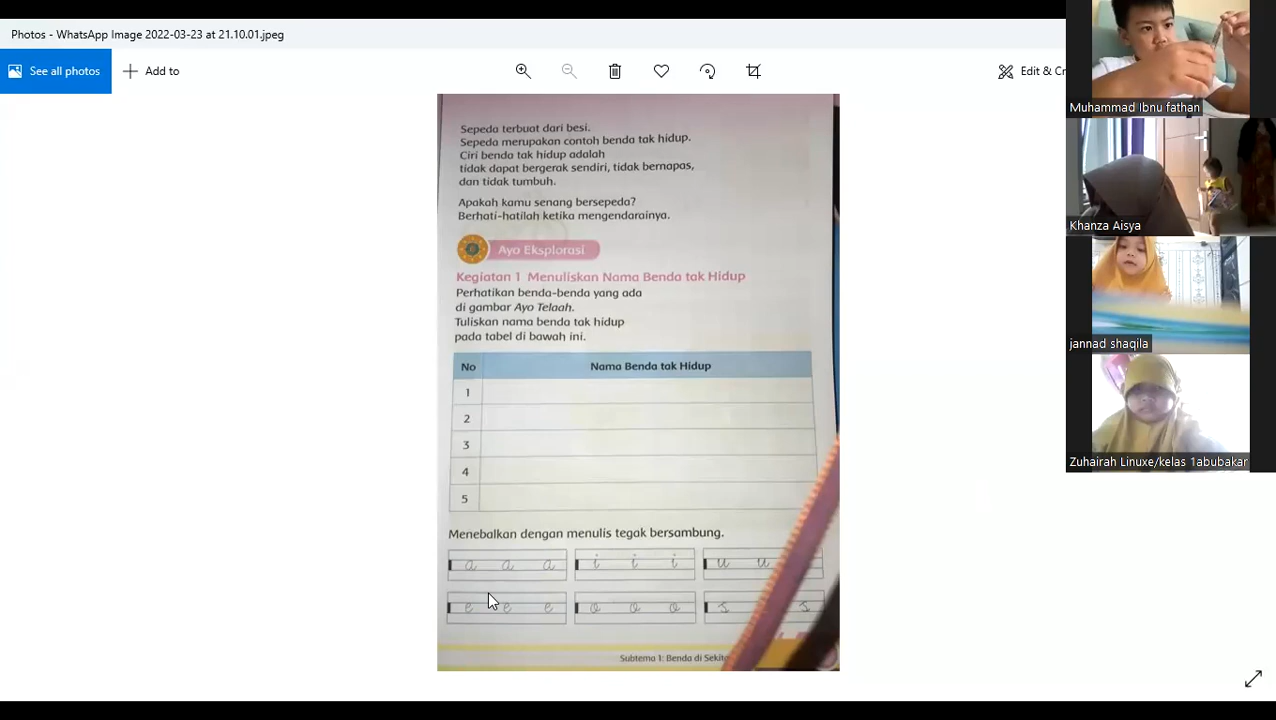 Photos - WhatsApp Image 2022-03-23 at 21.10.01.jpeg
See all photos
Add to
Edit & Cr
Sepeda terbuat dari besi.
Sepeda merupakan contoh benda tak hidup.
Ciri benda tak hidup adalah
tidak dapat bergerak sendiri, tidak bernapas,
dan tidak tumbuh.
Apakah kamu senang bersepeda?
Berhati-hatilah ketika mengendarainya.
Ayo Eksplorasi
Kegiatan 1 Menuliskan Nama Benda tak Hidup
Perhatikan benda-benda yang ada
di gambar Ayo Telaah.
Tuliskan nama benda tak hidup
pada tabel di bawah ini.
No Nama Benda tak Hidup
1
2
3
4
5
Menebalkan dengan menulis tegak bersambung.
a a a i i i u u
e e e o o o s s
Subtema 1: Benda di Sekita
Muhammad Ibnu fathan
Khanza Aisya
jannad shaqila
Zuhairah Linuxe/kelas 1abubakar